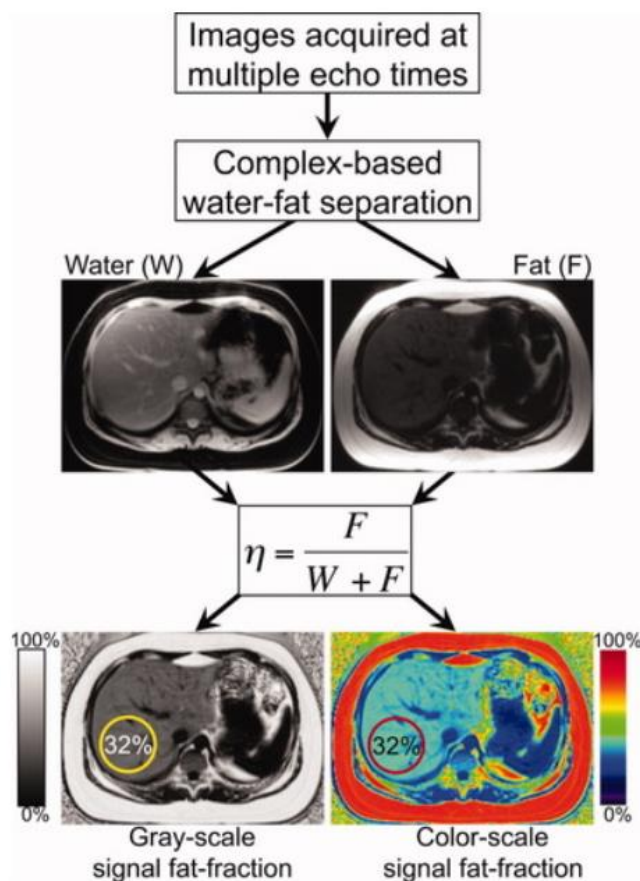 Images acquired at
multiple echo times
Complex-based
water-fat separation
Water (W)
Fat (F)
η = F / (W + F)
100%
100%
32%
32%
0%
0%
Gray-scale
signal fat-fraction
Color-scale
signal fat-fraction